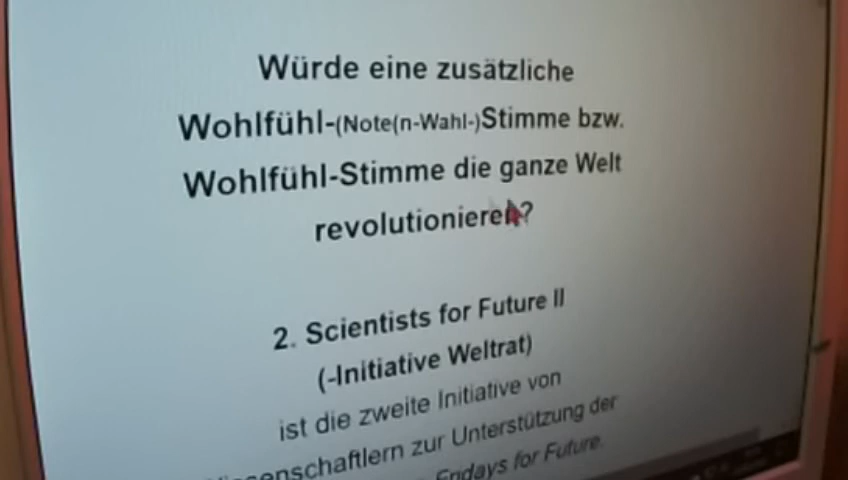 Würde eine zusätzliche
Wohlfühl-(Note(n-Wahl-)Stimme bzw.
Wohlfühl-Stimme die ganze Welt
revolutionieren?
2. Scientists for Future II
(-Initiative Weltrat)
ist die zweite Initiative von
zur Unterstützung der
Fridays for Future.